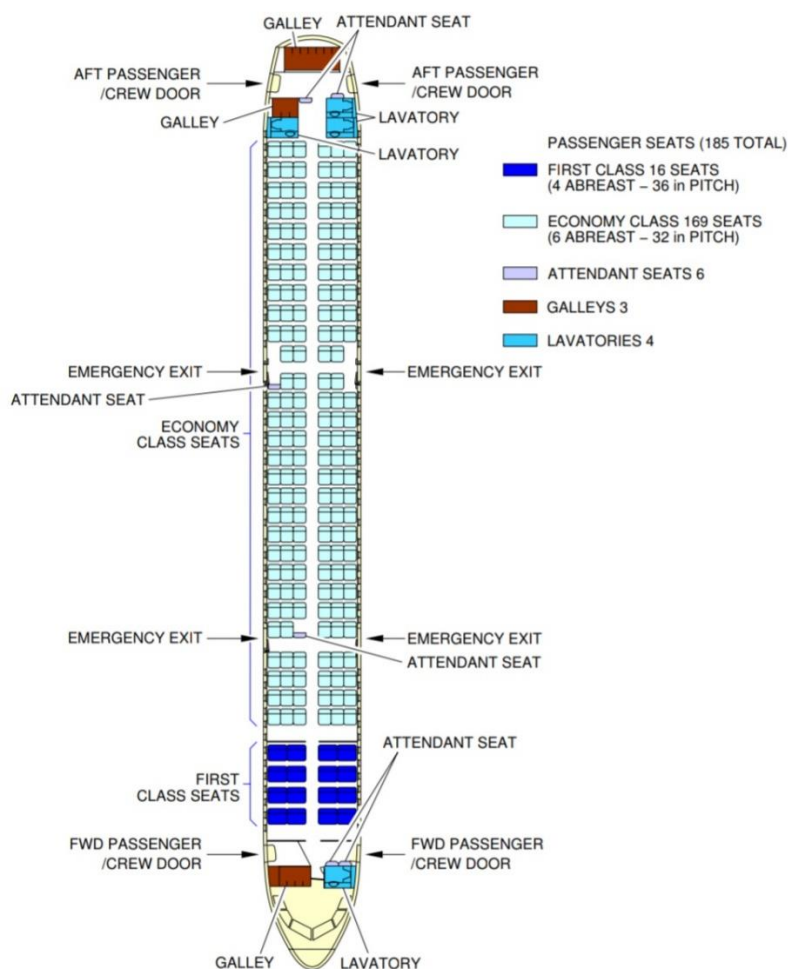 GALLEY
ATTENDANT SEAT
AFT PASSENGER
/CREW DOOR
AFT PASSENGER
/CREW DOOR
GALLEY
LAVATORY
LAVATORY
PASSENGER SEATS (185 TOTAL)
FIRST CLASS 16 SEATS
(4 ABREAST – 36 in PITCH)
ECONOMY CLASS 169 SEATS
(6 ABREAST – 32 in PITCH)
ATTENDANT SEATS 6
GALLEYS 3
LAVATORIES 4
EMERGENCY EXIT
EMERGENCY EXIT
ATTENDANT SEAT
ECONOMY
CLASS SEATS
EMERGENCY EXIT
EMERGENCY EXIT
ATTENDANT SEAT
ATTENDANT SEAT
FIRST
CLASS SEATS
FWD PASSENGER
/CREW DOOR
FWD PASSENGER
/CREW DOOR
GALLEY
LAVATORY